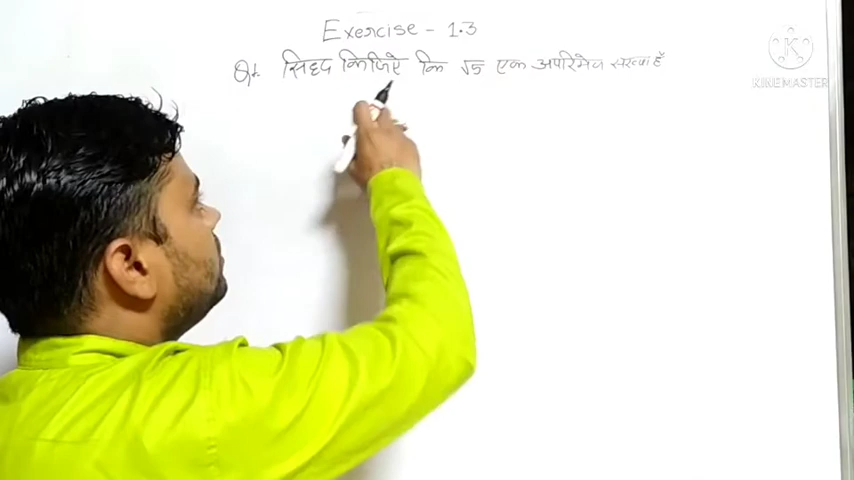 Exercise - 1.3
Q1. सिद्द किजिऐ कि √5 एक अपरिमेय संख्या हैं
KINEMASTER